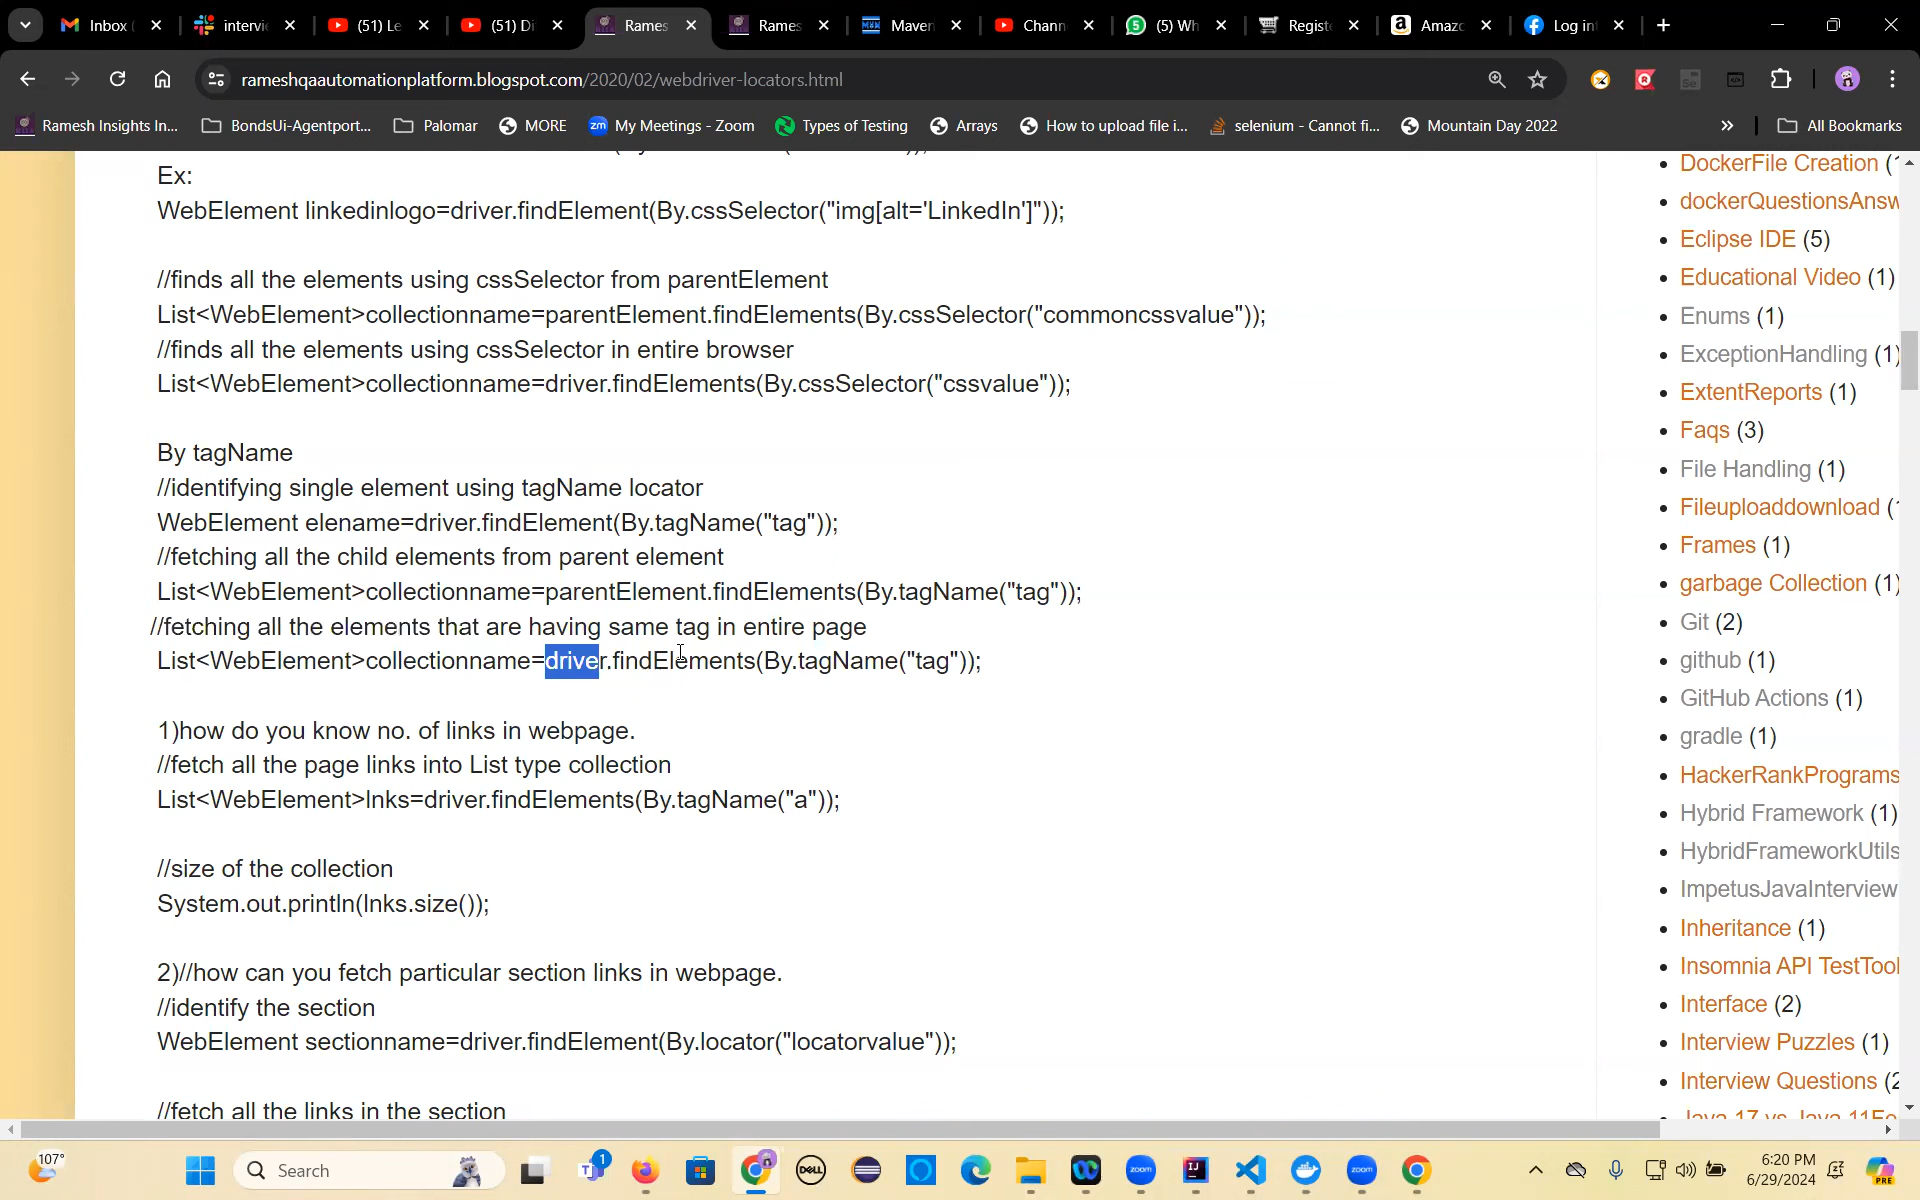 Inbox (
intervie
(51) Le
(51) Di
Rames
Rames
Maven
Chann
(5) Wh
Registe
Amazo
Log int
rameshqaautomationplatform.blogspot.com/2020/02/webdriver-locators.html
Ramesh Insights In...
BondsUi-Agentport...
Palomar
MORE
zm My Meetings - Zoom
Types of Testing
Arrays
How to upload file i...
selenium - Cannot fi...
Mountain Day 2022
All Bookmarks
Ex:
WebElement linkedinlogo=driver.findElement(By.cssSelector("img[alt='LinkedIn']"));
//finds all the elements using cssSelector from parentElement
List<WebElement>collectionname=parentElement.findElements(By.cssSelector("commoncssvalue"));
//finds all the elements using cssSelector in entire browser
List<WebElement>collectionname=driver.findElements(By.cssSelector("cssvalue"));
By tagName
//identifying single element using tagName locator
WebElement elename=driver.findElement(By.tagName("tag"));
//fetching all the child elements from parent element
List<WebElement>collectionname=parentElement.findElements(By.tagName("tag"));
//fetching all the elements that are having same tag in entire page
List<WebElement>collectionname=driver.findElements(By.tagName("tag"));
1)how do you know no. of links in webpage.
//fetch all the page links into List type collection
List<WebElement>lnks=driver.findElements(By.tagName("a"));
//size of the collection
System.out.println(lnks.size());
2)//how can you fetch particular section links in webpage.
//identify the section
WebElement sectionname=driver.findElement(By.locator("locatorvalue"));
//fetch all the links in the section
DockerFile Creation (
dockerQuestionsAnsw
Eclipse IDE (5)
Educational Video (1)
Enums (1)
ExceptionHandling (1)
ExtentReports (1)
Faqs (3)
File Handling (1)
Fileuploaddownload (
Frames (1)
garbage Collection (1)
Git (2)
github (1)
GitHub Actions (1)
gradle (1)
HackerRankPrograms
Hybrid Framework (1)
HybridFrameworkUtils
ImpetusJavaInterview
Inheritance (1)
Insomnia API TestTool
Interface (2)
Interview Puzzles (1)
Interview Questions (2
107°
Search
1
DELL
zoom
zoom
6:20 PM
6/29/2024
PRE